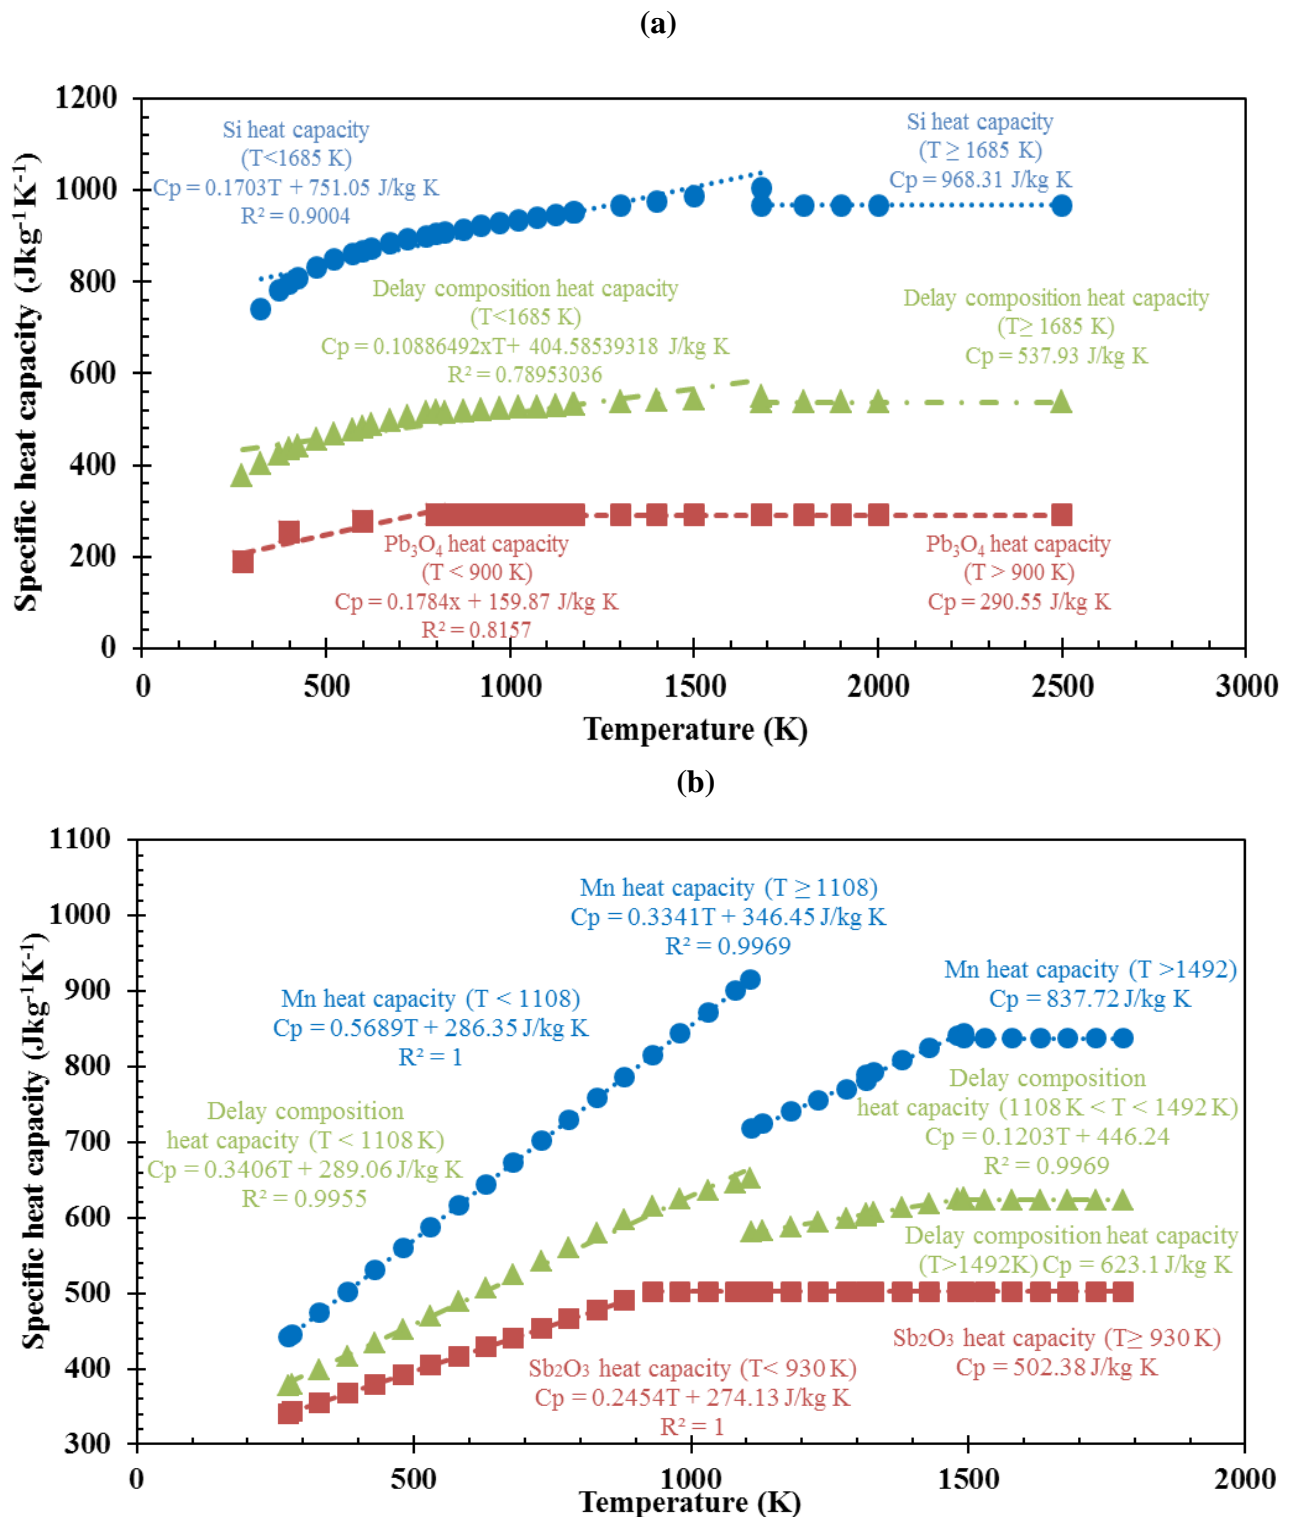 (a)
Specific heat capacity (Jkg⁻¹K⁻¹)
1200
1000
800
600
400
200
0
Si heat capacity
(T<1685 K)
Cp = 0.1703T + 751.05 J/kg K
R² = 0.9004
Si heat capacity
(T ≥ 1685 K)
Cp = 968.31 J/kg K
Delay composition heat capacity
(T<1685 K)
Cp = 0.10886492xT+ 404.58539318 J/kg K
R² = 0.78953036
Delay composition heat capacity
(T≥ 1685 K)
Cp = 537.93 J/kg K
Pb₃O₄ heat capacity
(T < 900 K)
Cp = 0.1784x + 159.87 J/kg K
R² = 0.8157
Pb₃O₄ heat capacity
(T > 900 K)
Cp = 290.55 J/kg K
0 500 1000 1500 2000 2500 3000
Temperature (K)
(b)
Specific heat capacity (Jkg⁻¹K⁻¹)
1100
1000
900
800
700
600
500
400
300
Mn heat capacity (T ≥ 1108)
Cp = 0.3341T + 346.45 J/kg K
R² = 0.9969
Mn heat capacity (T < 1108)
Cp = 0.5689T + 286.35 J/kg K
R² = 1
Mn heat capacity (T >1492)
Cp = 837.72 J/kg K
Delay composition
heat capacity (T < 1108 K)
Cp = 0.3406T + 289.06 J/kg K
R² = 0.9955
Delay composition
heat capacity (1108 K < T < 1492 K)
Cp = 0.1203T + 446.24
R² = 0.9969
Delay composition heat capacity
(T>1492K) Cp = 623.1 J/kg K
Sb₂O₃ heat capacity (T< 930 K)
Cp = 0.2454T + 274.13 J/kg K
R² = 1
Sb₂O₃ heat capacity (T≥ 930 K)
Cp = 502.38 J/kg K
0 500 1000 1500 2000
Temperature (K)